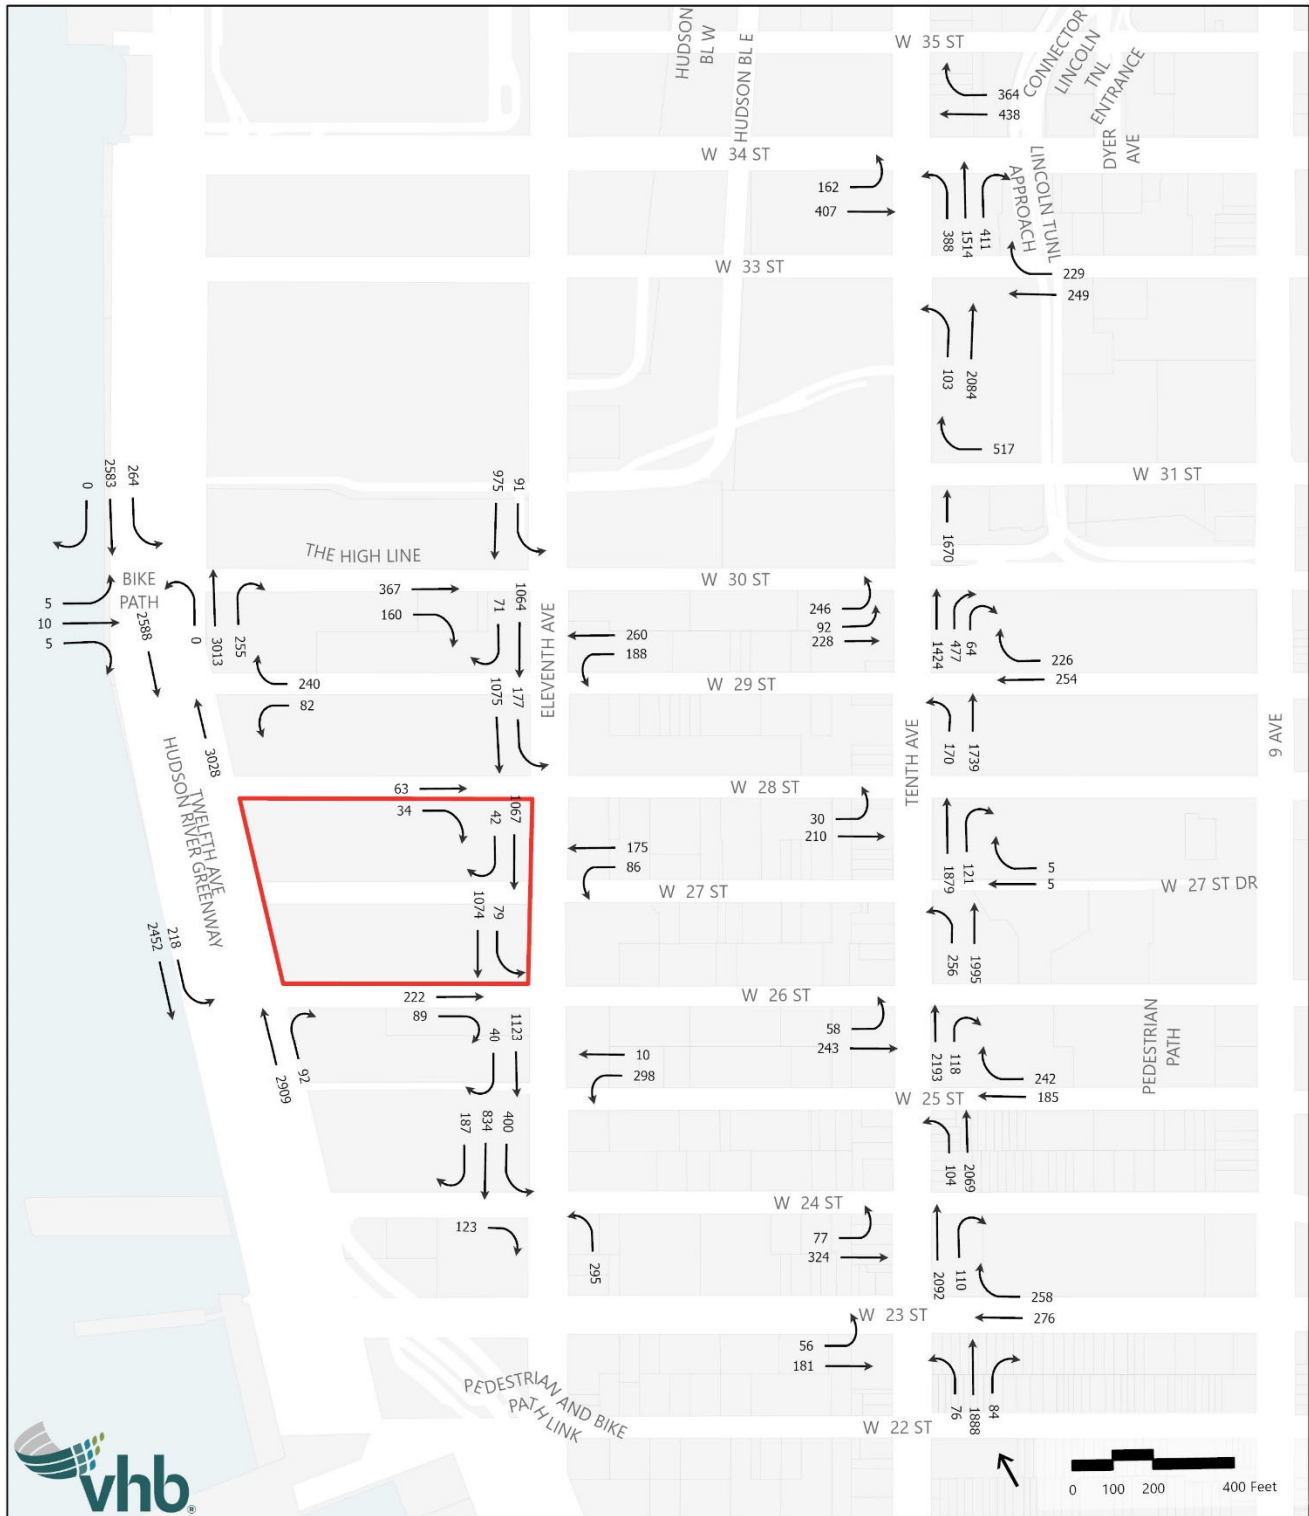 HUDSON
BL W
HUDSON BL E
W 35 ST
CONNECTOR
LINCOLN
TNL
ENTRANCE
364
438
W 34 ST
DYER
AVE
LINCOLN TUNL
APPROACH
162
407
388
1514
411
W 33 ST
229
249
103
2084
517
W 31 ST
0
2583
264
975
91
1670
THE HIGH LINE
BIKE
PATH
W 30 ST
367
160
71
1064
ELEVENTH AVE
5
10
5
2588
0
3013
255
246
92
228
260
188
1424
477
64
226
254
240
82
W 29 ST
1075
177
170
1739
TENTH AVE
9 AVE
3028
TWELFTH AVE
HUDSON RIVER GREENWAY
63
34
1067
42
W 28 ST
30
210
175
86
1879
121
5
5
W 27 ST
W 27 ST DR
1074
79
256
1995
2452
218
222
89
W 26 ST
58
243
40
1123
10
298
2193
118
PEDESTRIAN
PATH
2909
92
242
185
W 25 ST
187
834
400
104
2069
W 24 ST
123
295
77
324
2092
110
258
276
W 23 ST
56
181
76
1888
84
PEDESTRIAN AND BIKE
PATH LINK
W 22 ST
vhb®
0 100 200 400 Feet